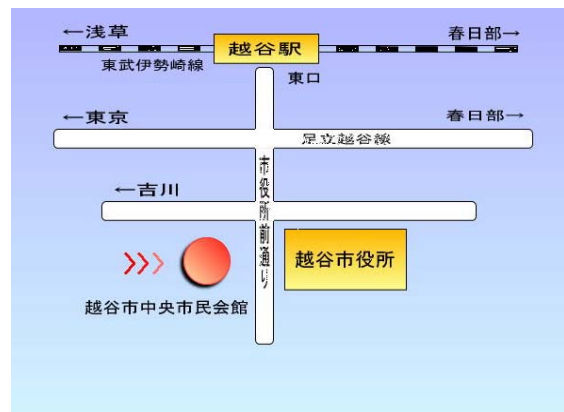 ←浅草
春日部→
越谷駅
東武伊勢崎線
東口
←東京
春日部→
足立越谷線
市役所前通り
←吉川
越谷市役所
越谷市中央市民会館